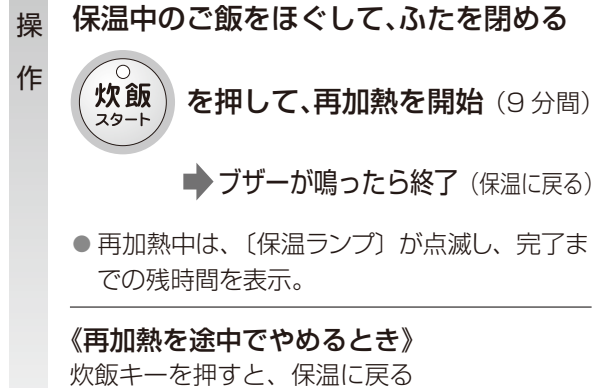 操
作
保温中のご飯をほぐして、ふたを閉める
炊飯
スタート
を押して、再加熱を開始（9分間）
➡ブザーが鳴ったら終了（保温に戻る）
● 再加熱中は、〔保温ランプ〕が点滅し、完了ま
での残時間を表示。
《再加熱を途中でやめるとき》
炊飯キーを押すと、保温に戻る